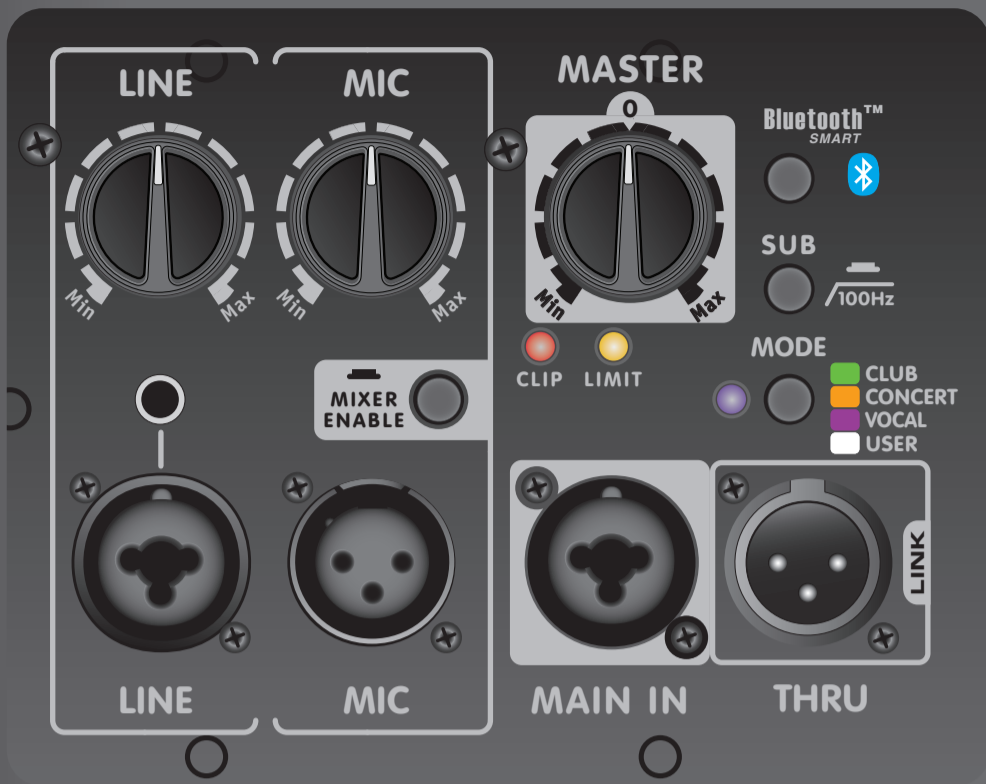 LINE
MIC
MASTER
0
Bluetooth™
SMART
Min
Max
Min
Max
Min
Max
SUB
100Hz
CLIP
LIMIT
MODE
CLUB
CONCERT
VOCAL
USER
MIXER
ENABLE
LINK
LINE
MIC
MAIN IN
THRU